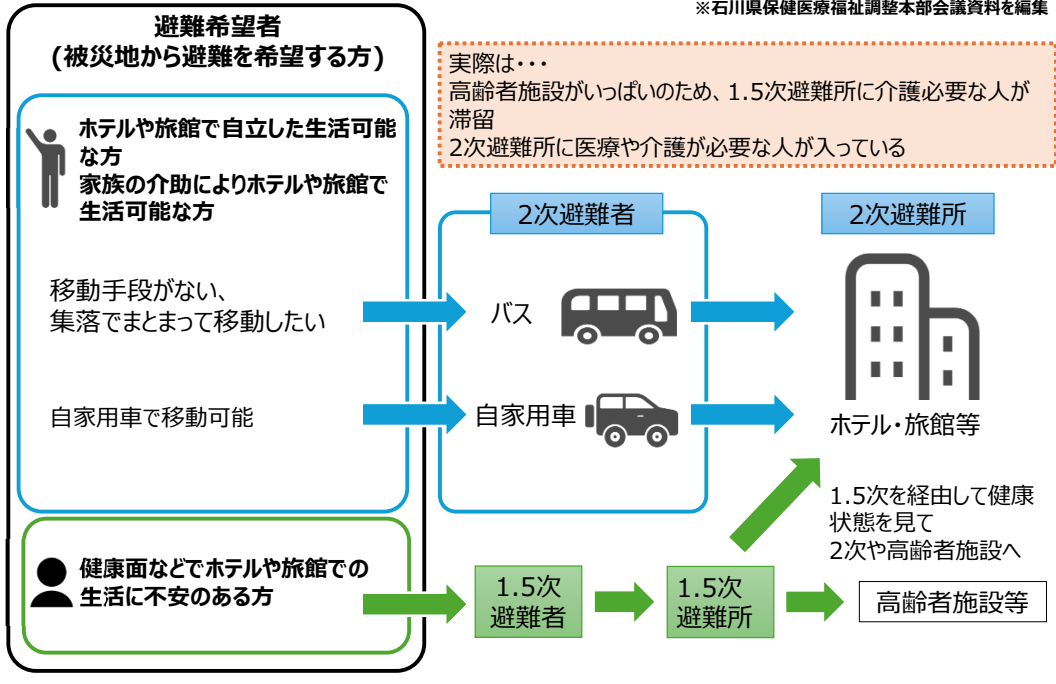 ※石川県保健医療福祉調整本部会議資料を編集
避難希望者
(被災地から避難を希望する方)
実際は・・・
高齢者施設がいっぱいのため、1.5次避難所に介護必要な人が
滞留
2次避難所に医療や介護が必要な人が入っている
ホテルや旅館で自立した生活可能
な方
家族の介助によりホテルや旅館で
生活可能な方
2次避難者
2次避難所
移動手段がない、
集落でまとまって移動したい
バス
自家用車で移動可能
自家用車
ホテル・旅館等
1.5次を経由して健康
状態を見て
2次や高齢者施設へ
健康面などでホテルや旅館での
生活に不安のある方
1.5次
避難者
1.5次
避難所
高齢者施設等